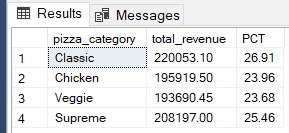 Results Messages
pizza_category total_revenue PCT
1 Classic 220053.10 26.91
2 Chicken 195919.50 23.96
3 Veggie 193690.45 23.68
4 Supreme 208197.00 25.46